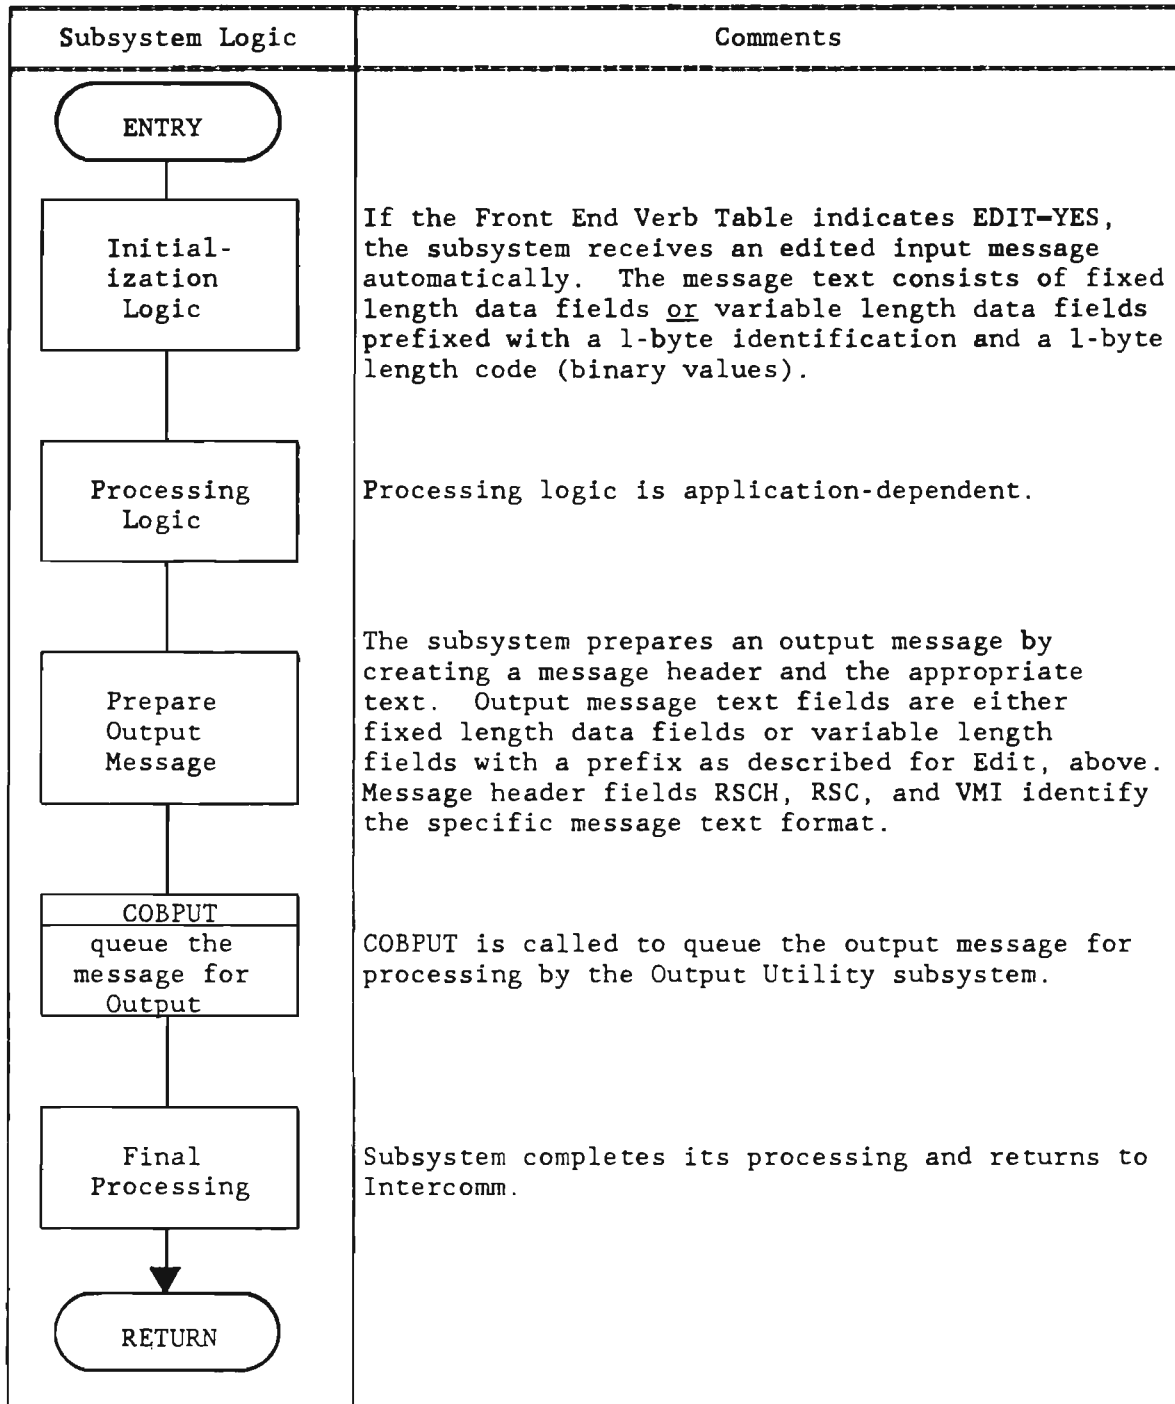 Subsystem Logic
Comments
ENTRY
Initial-
ization
Logic
If the Front End Verb Table indicates EDIT-YES,
the subsystem receives an edited input message
automatically. The message text consists of fixed
length data fields or variable length data fields
prefixed with a 1-byte identification and a 1-byte
length code (binary values).
Processing
Logic
Processing logic is application-dependent.
Prepare
Output
Message
The subsystem prepares an output message by
creating a message header and the appropriate
text. Output message text fields are either
fixed length data fields or variable length
fields with a prefix as described for Edit, above.
Message header fields RSCH, RSC, and VMI identify
the specific message text format.
COBPUT
queue the
message for
Output
COBPUT is called to queue the output message for
processing by the Output Utility subsystem.
Final
Processing
Subsystem completes its processing and returns to
Intercomm.
RETURN